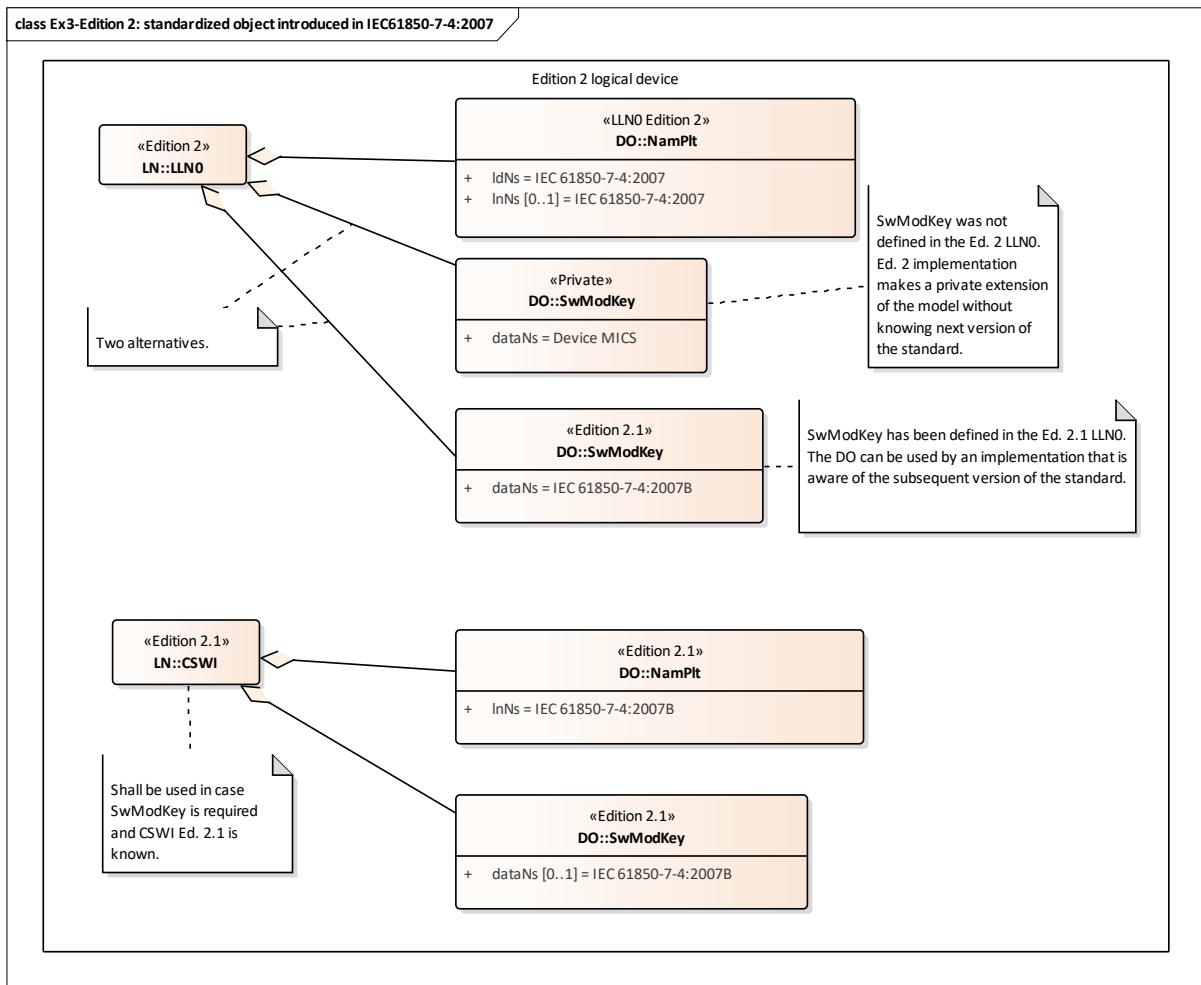 class Ex3-Edition 2: standardized object introduced in IEC61850-7-4:2007
Edition 2 logical device
«Edition 2»
LN::LLN0
«LLN0 Edition 2»
DO::NamPlt
+ ldNs = IEC 61850-7-4:2007
+ lnNs [0..1] = IEC 61850-7-4:2007
SwModKey was not
defined in the Ed. 2 LLN0.
Ed. 2 implementation
makes a private extension
of the model without
knowing next version of
the standard.
«Private»
DO::SwModKey
+ dataNs = Device MICS
Two alternatives.
«Edition 2.1»
DO::SwModKey
+ dataNs = IEC 61850-7-4:2007B
SwModKey has been defined in the Ed. 2.1 LLN0.
The DO can be used by an implementation that is
aware of the subsequent version of the standard.
«Edition 2.1»
LN::CSWI
«Edition 2.1»
DO::NamPlt
+ lnNs = IEC 61850-7-4:2007B
Shall be used in case
SwModKey is required
and CSWI Ed. 2.1 is
known.
«Edition 2.1»
DO::SwModKey
+ dataNs [0..1] = IEC 61850-7-4:2007B